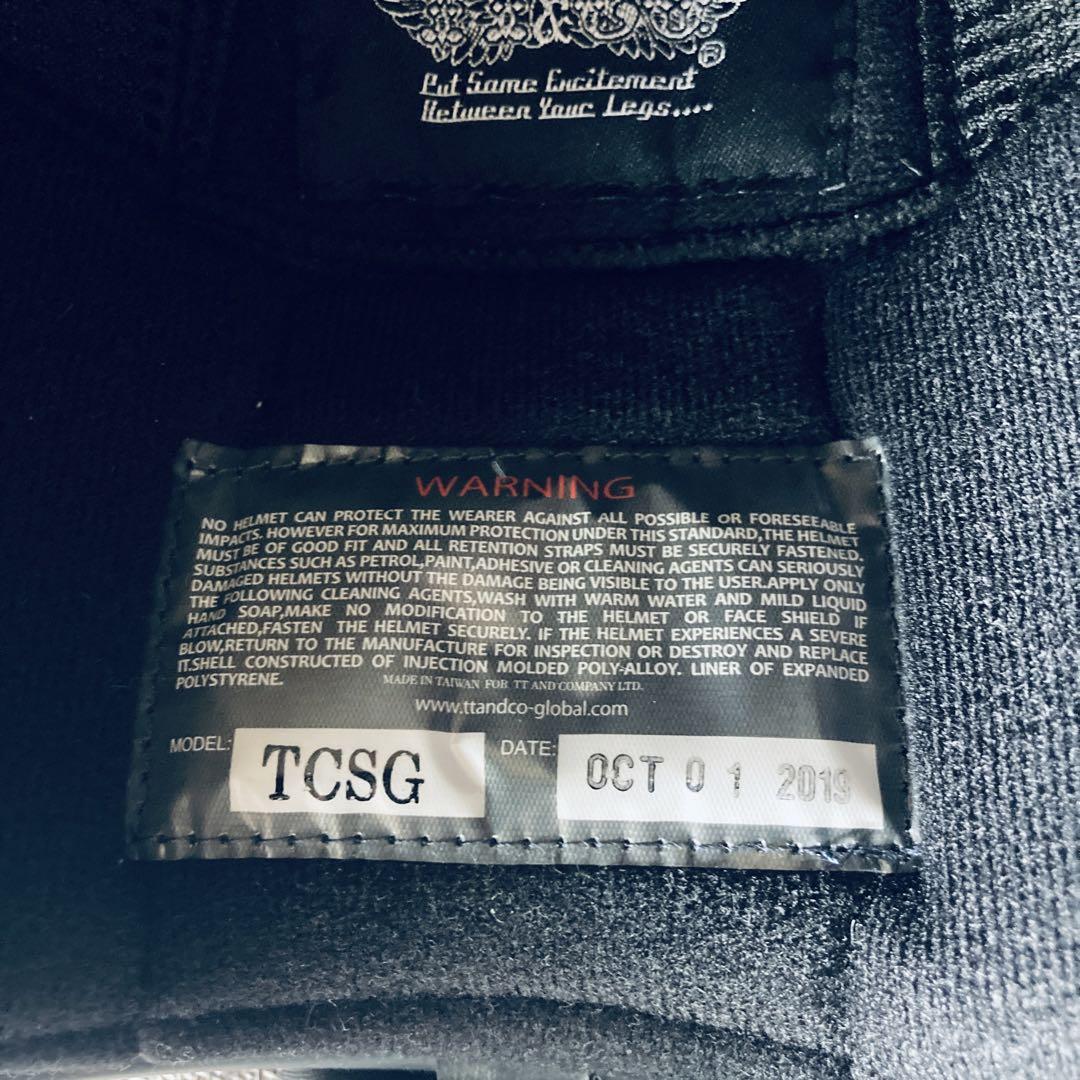 &
®
Put Some Excitement
Between Your Legs....
WARNING
NO HELMET CAN PROTECT THE WEARER AGAINST ALL POSSIBLE OR FORESEEABLE
IMPACTS. HOWEVER FOR MAXIMUM PROTECTION UNDER THIS STANDARD,THE HELMET
MUST BE OF GOOD FIT AND ALL RETENTION STRAPS MUST BE SECURELY FASTENED.
SUBSTANCES SUCH AS PETROL,PAINT,ADHESIVE OR CLEANING AGENTS CAN SERIOUSLY
DAMAGED HELMETS WITHOUT THE DAMAGE BEING VISIBLE TO THE USER.APPLY ONLY
THE FOLLOWING CLEANING AGENTS,WASH WITH WARM WATER AND MILD LIQUID
HAND SOAP,MAKE NO MODIFICATION TO THE HELMET OR FACE SHIELD IF
ATTACHED,FASTEN THE HELMET SECURELY. IF THE HELMET EXPERIENCES A SEVERE
BLOW,RETURN TO THE MANUFACTURE FOR INSPECTION OR DESTROY AND REPLACE
IT.SHELL CONSTRUCTED OF INJECTION MOLDED POLY-ALLOY. LINER OF EXPANDED
POLYSTYRENE. MADE IN TAIWAN FOR TT AND COMPANY LTD.
www.ttandco-global.com
MODEL: TCSG DATE: OCT 01 2019